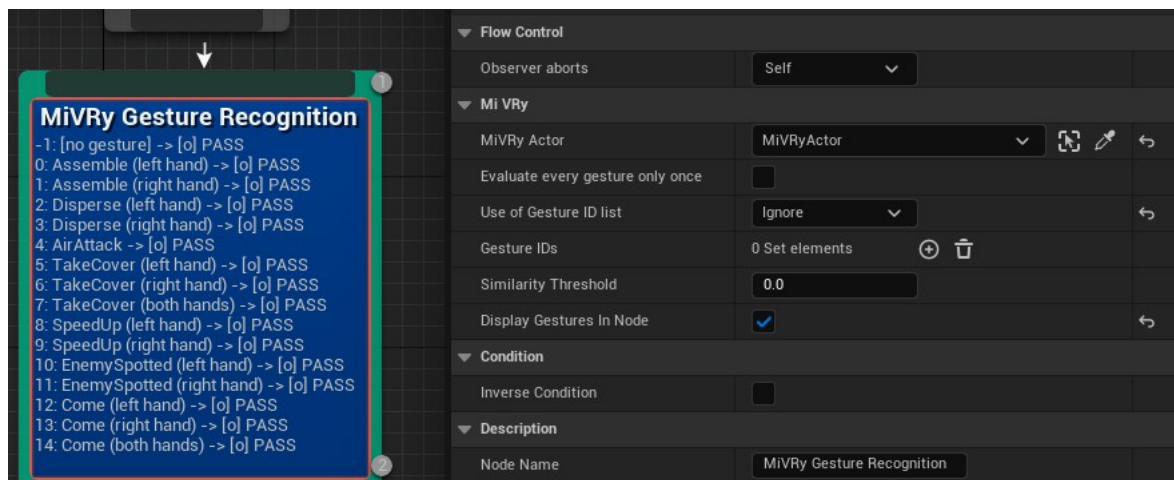 1
MiVRy Gesture Recognition
-1: [no gesture] -> [o] PASS
0: Assemble (left hand) -> [o] PASS
1: Assemble (right hand) -> [o] PASS
2: Disperse (left hand) -> [o] PASS
3: Disperse (right hand) -> [o] PASS
4: AirAttack -> [o] PASS
5: TakeCover (left hand) -> [o] PASS
6: TakeCover (right hand) -> [o] PASS
7: TakeCover (both hands) -> [o] PASS
8: SpeedUp (left hand) -> [o] PASS
9: SpeedUp (right hand) -> [o] PASS
10: EnemySpotted (left hand) -> [o] PASS
11: EnemySpotted (right hand) -> [o] PASS
12: Come (left hand) -> [o] PASS
13: Come (right hand) -> [o] PASS
14: Come (both hands) -> [o] PASS
2
Flow Control
Observer aborts Self
Mi VRy
MiVRy Actor MiVRyActor
Evaluate every gesture only once
Use of Gesture ID list Ignore
Gesture IDs 0 Set elements
Similarity Threshold 0.0
Display Gestures In Node
Condition
Inverse Condition
Description
Node Name MiVRy Gesture Recognition